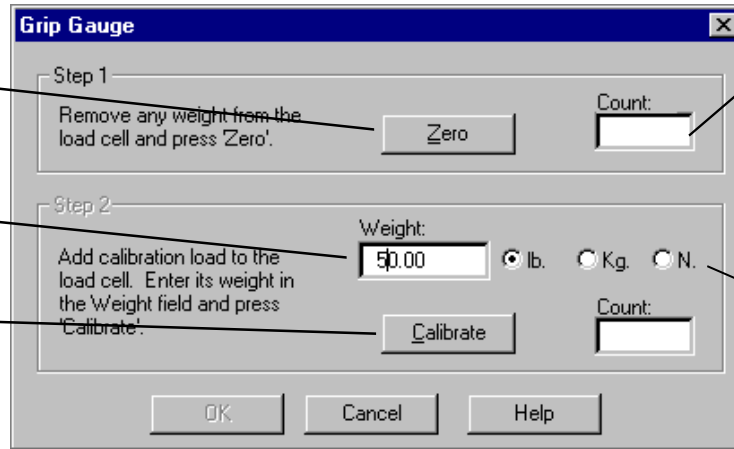 Grip Gauge
Step 1
Remove any weight from the
load cell and press 'Zero'.
Zero
Count:
Step 2
Add calibration load to the
load cell. Enter its weight in
the Weight field and press
'Calibrate'.
Weight:
50.00
lb.
Kg.
N.
Calibrate
Count:
OK
Cancel
Help